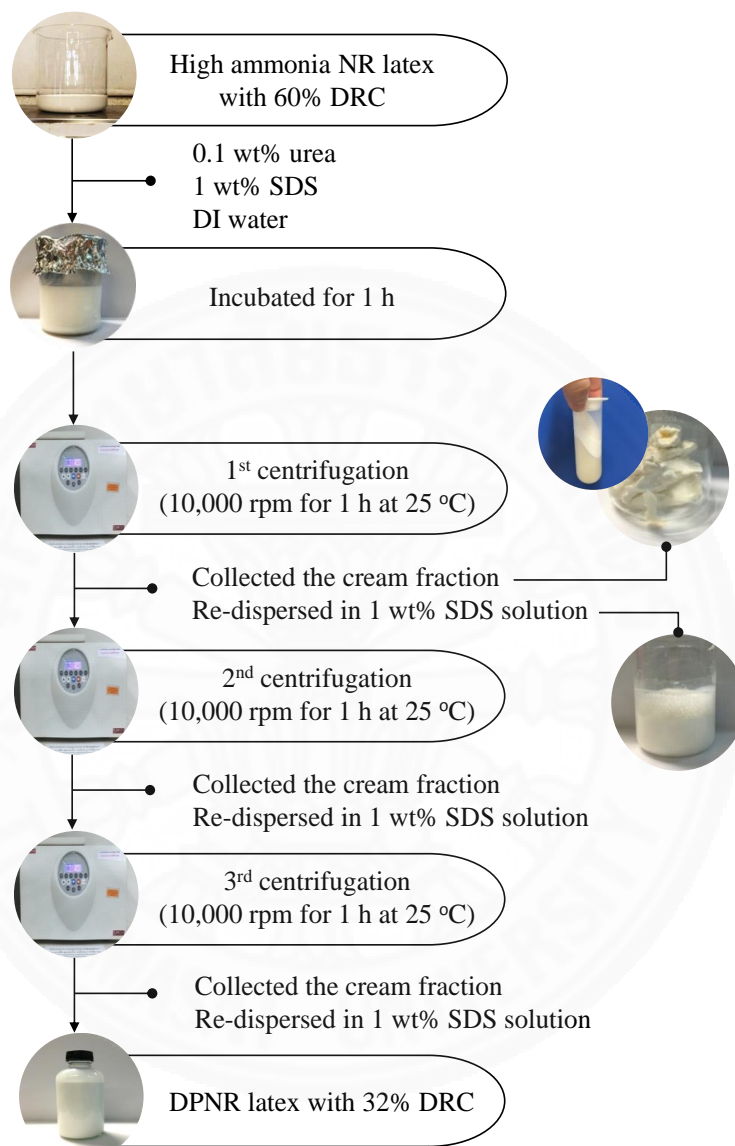 High ammonia NR latex
with 60% DRC
0.1 wt% urea
1 wt% SDS
DI water
Incubated for 1 h
1st centrifugation
(10,000 rpm for 1 h at 25 °C)
Collected the cream fraction
Re-dispersed in 1 wt% SDS solution
2nd centrifugation
(10,000 rpm for 1 h at 25 °C)
Collected the cream fraction
Re-dispersed in 1 wt% SDS solution
3rd centrifugation
(10,000 rpm for 1 h at 25 °C)
Collected the cream fraction
Re-dispersed in 1 wt% SDS solution
DPNR latex with 32% DRC